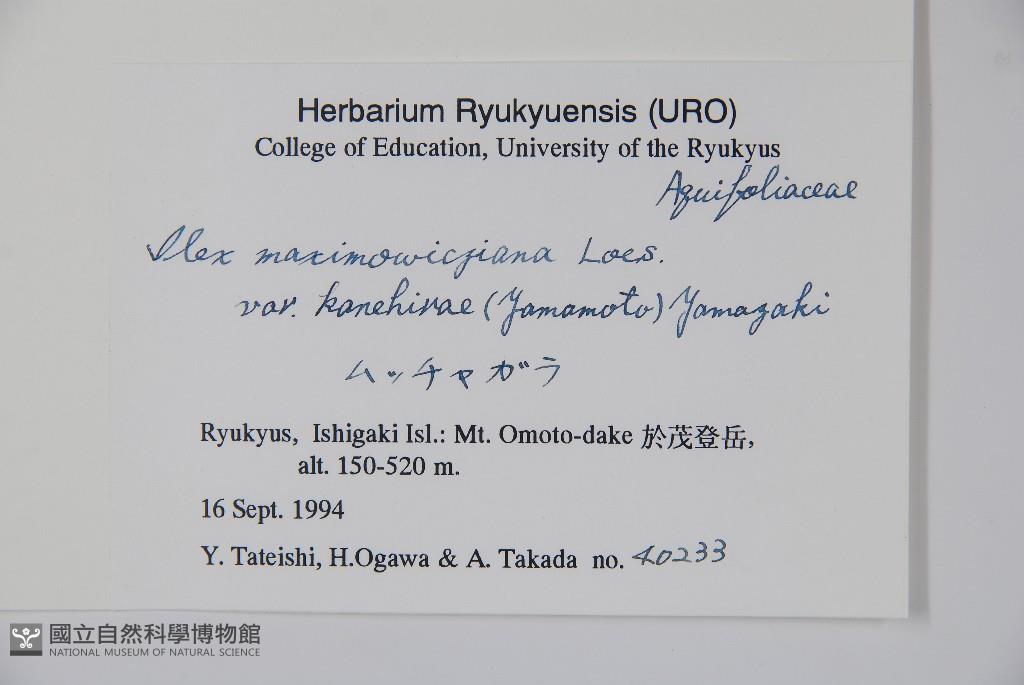 Herbarium Ryukyuensis (URO)
College of Education, University of the Ryukyus
Aquifoliaceae
Ilex maximowicziana Loes.
var. kanehirae (Yamamoto) Yamazaki
ムッチャガラ
Ryukyus, Ishigaki Isl.: Mt. Omoto-dake 於茂登岳,
alt. 150-520 m.
16 Sept. 1994
Y. Tateishi, H.Ogawa & A. Takada no. 40233
國立自然科學博物館
NATIONAL MUSEUM OF NATURAL SCIENCE